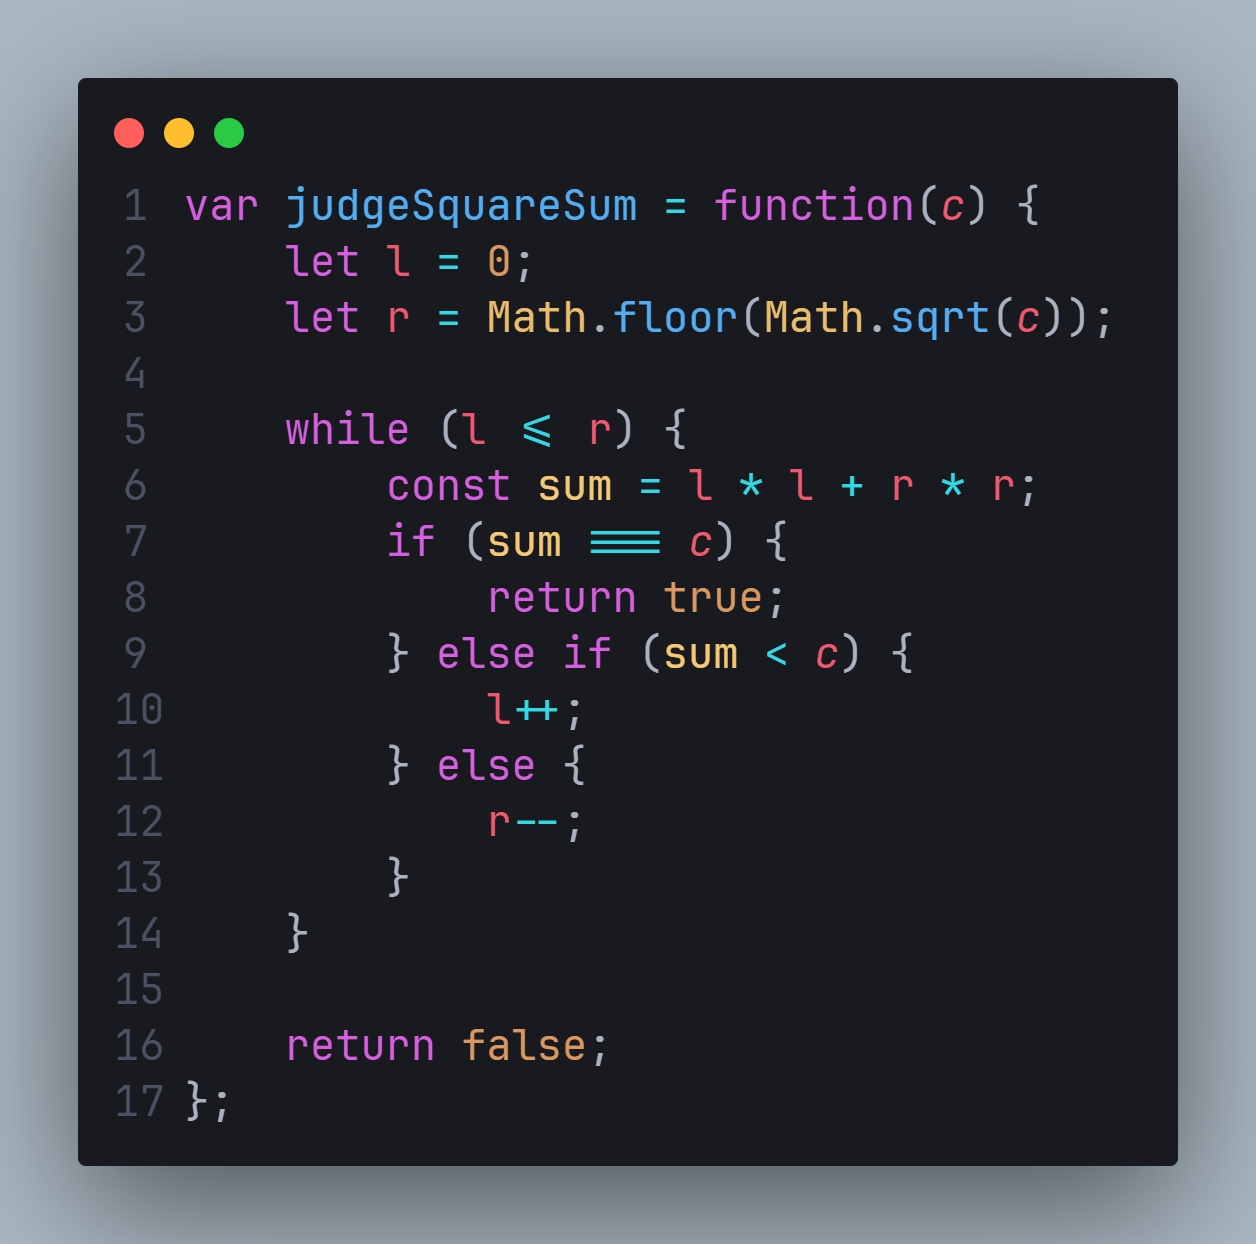 1 var judgeSquareSum = function(c) {
2     let l = 0;
3     let r = Math.floor(Math.sqrt(c));
4
5     while (l <= r) {
6         const sum = l * l + r * r;
7         if (sum === c) {
8             return true;
9         } else if (sum < c) {
10             l++;
11         } else {
12             r--;
13         }
14     }
15
16     return false;
17 };